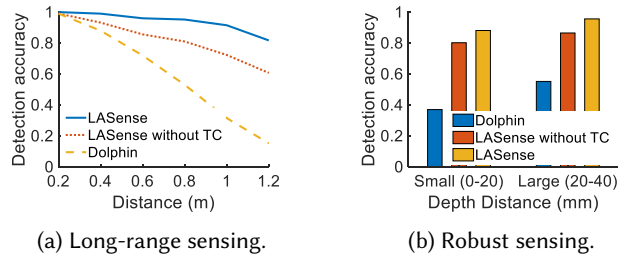 Detection accuracy
1
0.8
0.6
0.4
0.2
0
LASense
LASense without TC
Dolphin
0.2 0.4 0.6 0.8 1 1.2
Distance (m)
(a) Long-range sensing.
Detection accuracy
1
0.8
0.6
0.4
0.2
0
Dolphin
LASense without TC
LASense
Small (0-20) Large (20-40)
Depth Distance (mm)
(b) Robust sensing.